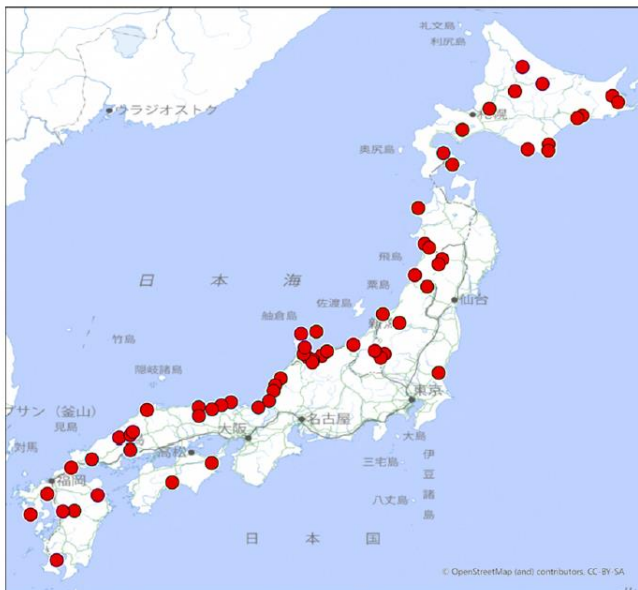 礼文島
利尻島
ウラジオストク
札幌
奥尻島
飛島
日本海
粟島
佐渡島
仙台
舳倉島
竹島
隠岐諸島
プサン（釜山）
見島
東京
名古屋
大阪
対馬
高松
大島
三宅島
伊豆諸島
福岡
八丈島
日本国
© OpenStreetMap (and) contributors, CC-BY-SA